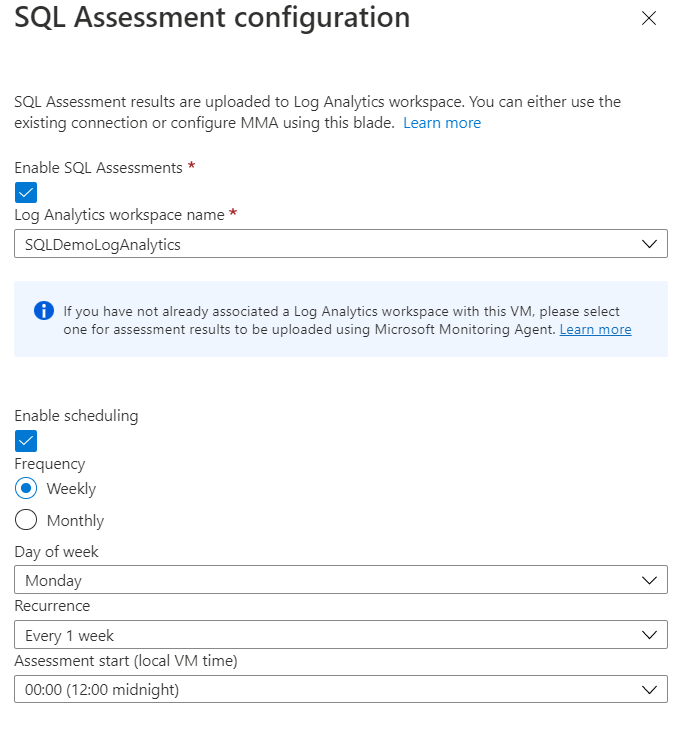 SQL Assessment configuration
SQL Assessment results are uploaded to Log Analytics workspace. You can either use the
existing connection or configure MMA using this blade. Learn more
Enable SQL Assessments *
Log Analytics workspace name *
SQLDemoLogAnalytics
If you have not already associated a Log Analytics workspace with this VM, please select
one for assessment results to be uploaded using Microsoft Monitoring Agent. Learn more
Enable scheduling
Frequency
Weekly
Monthly
Day of week
Monday
Recurrence
Every 1 week
Assessment start (local VM time)
00:00 (12:00 midnight)